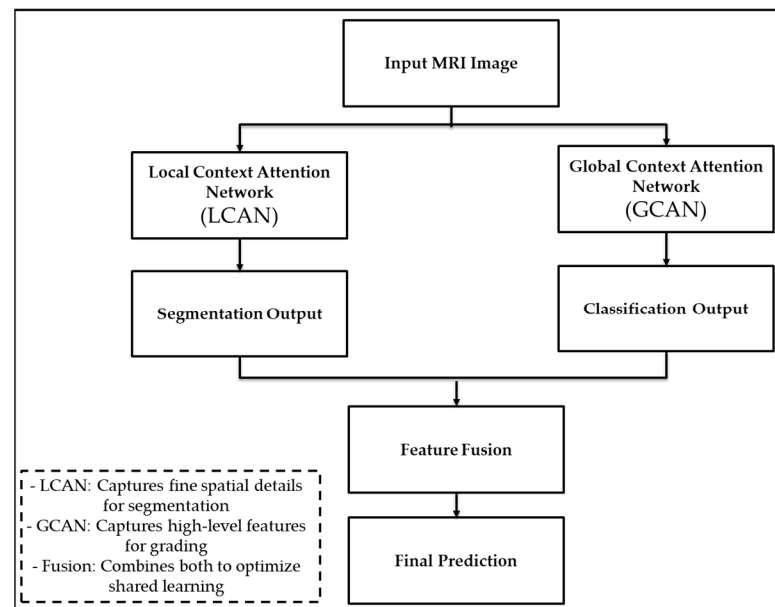 Input MRI Image
Local Context Attention
Network
(LCAN)
Global Context Attention
Network
(GCAN)
Segmentation Output
Classification Output
Feature Fusion
Final Prediction
- LCAN: Captures fine spatial details
for segmentation
- GCAN: Captures high-level features
for grading
- Fusion: Combines both to optimize
shared learning